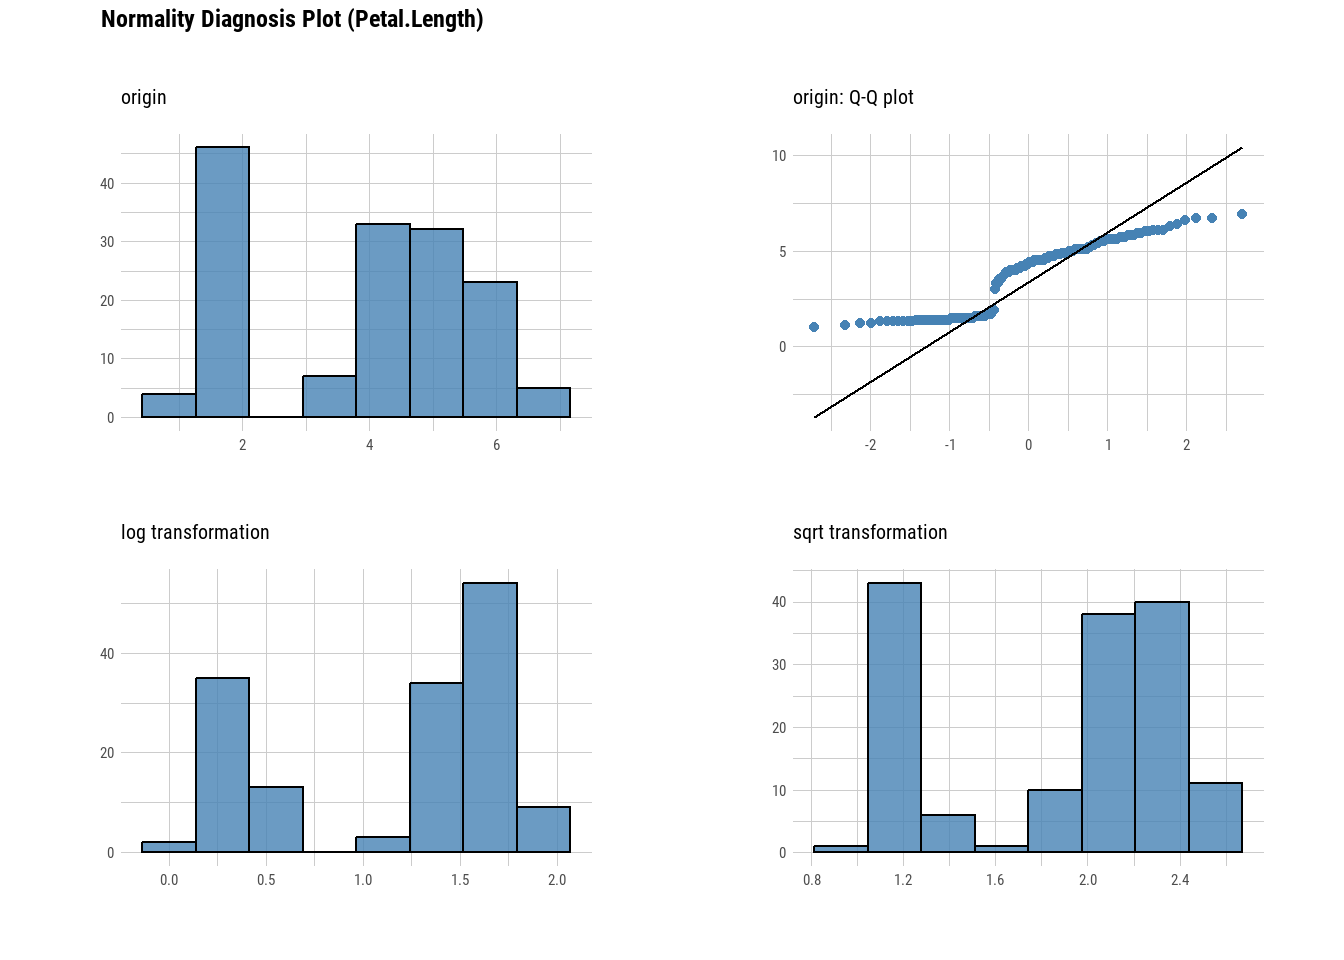 Normality Diagnosis Plot (Petal.Length)
origin
40
30
20
10
0
2 4 6
origin: Q-Q plot
10
5
0
-2 -1 0 1 2
log transformation
40
20
0
0.0 0.5 1.0 1.5 2.0
sqrt transformation
40
30
20
10
0
0.8 1.2 1.6 2.0 2.4